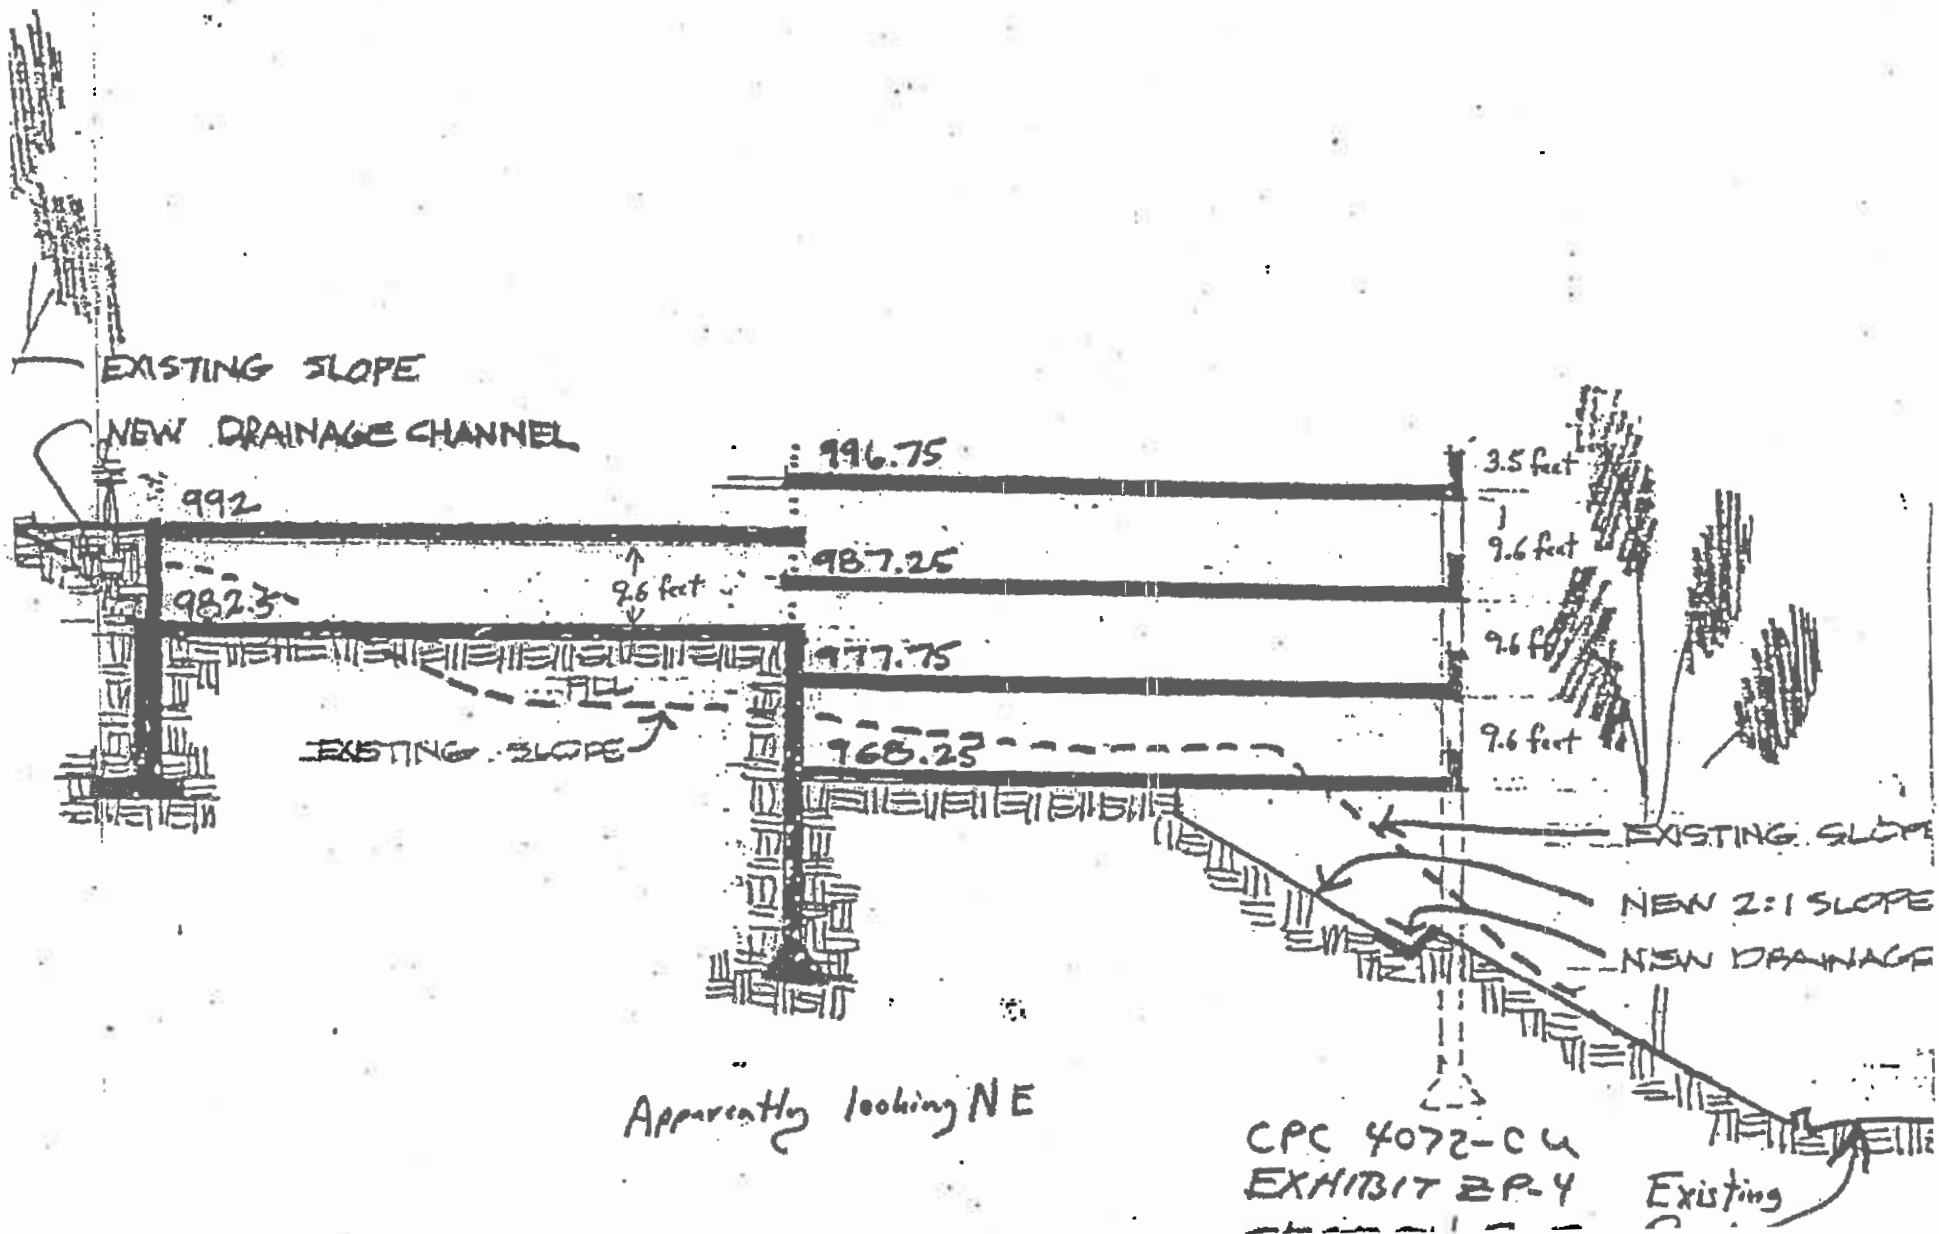 EXISTING SLOPE
NEW DRAINAGE CHANNEL
996.75
3.5 feet
992
9.6 feet
987.25
9.6 feet
982.5
9.6
977.75
FILL
EXISTING SLOPE
968.25
9.6 feet
EXISTING SLOPE
NEW 2:1 SLOPE
NEW DRAINAGE
Apparently looking NE
CPC 4072-CU
EXHIBIT ZP-4
Existing